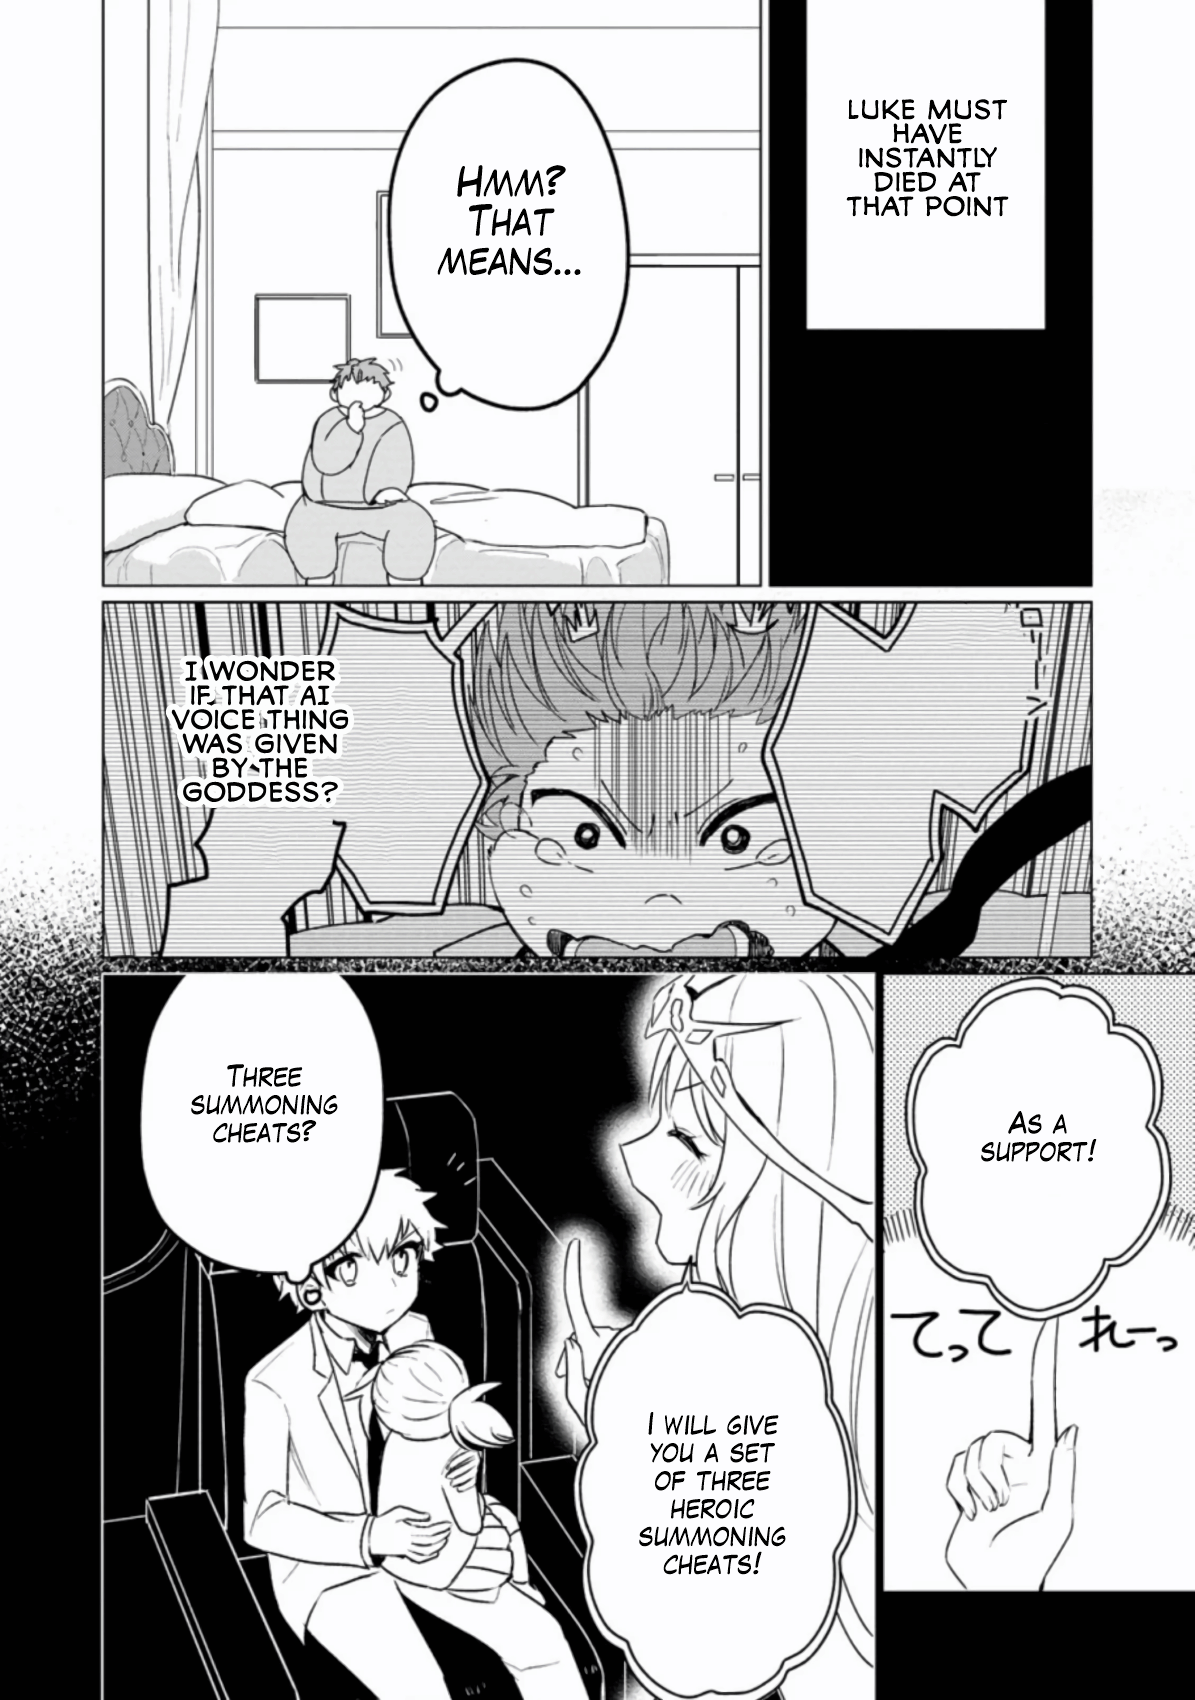 LUKE MUST
HAVE
INSTANTLY
DIED AT
THAT POINT
HMM?
THAT
MEANS...
I WONDER
IF THAT AI
VOICE THING
WAS GIVEN
BY THE
GODDESS?
AS A
SUPPORT!
てって
れーっ
I WILL GIVE
YOU A SET
OF THREE
HEROIC
SUMMONING
CHEATS!
THREE
SUMMONING
CHEATS?